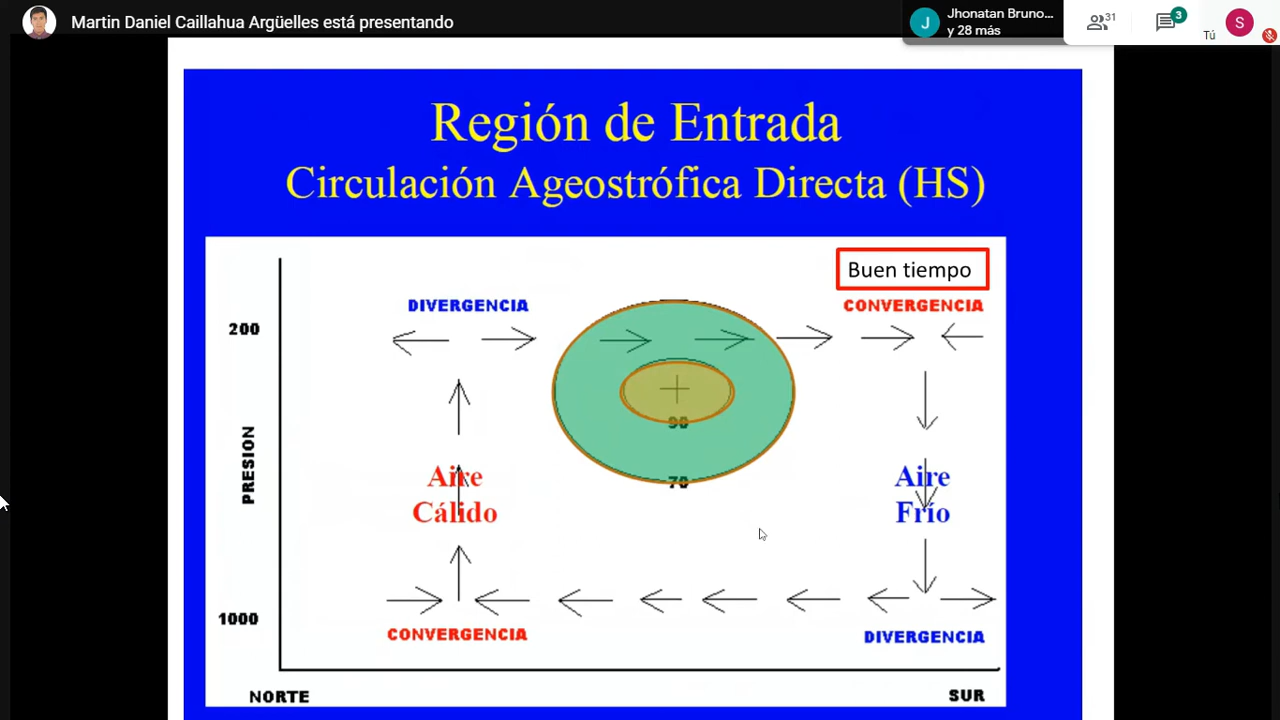 Martin Daniel Caillahua Argüelles está presentando
J
Jhonatan Bruno...
y 28 más
31
3
Tú
S
Región de Entrada
Circulación Ageostrófica Directa (HS)
Buen tiempo
DIVERGENCIA
CONVERGENCIA
200
90
70
PRESION
Aire
Cálido
Aire
Frío
1000
CONVERGENCIA
DIVERGENCIA
NORTE
SUR